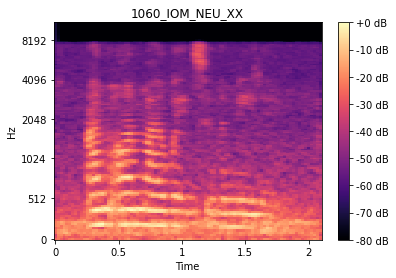 1060_IOM_NEU_XX
8192
4096
2048
1024
512
0
Hz
0
0.5
1
1.5
2
Time
+0 dB
-10 dB
-20 dB
-30 dB
-40 dB
-50 dB
-60 dB
-70 dB
-80 dB